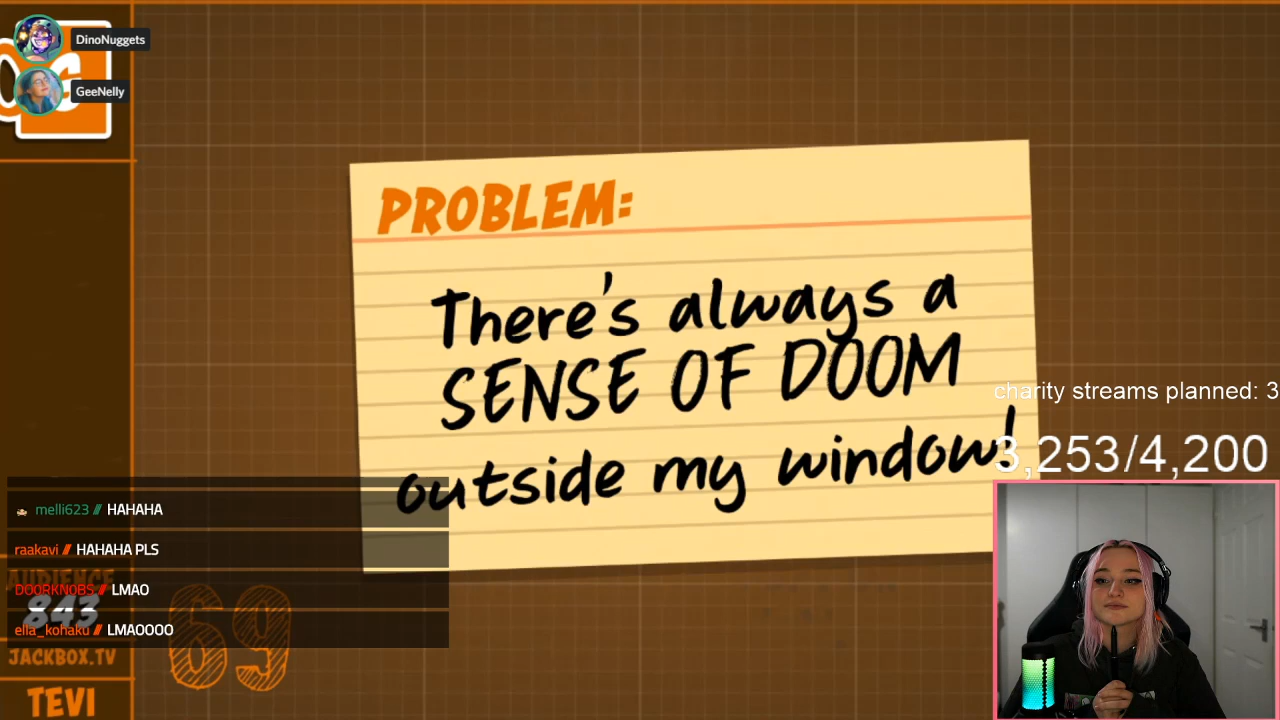 DinoNuggets
GeeNelly
PROBLEM:
There's always a
SENSE OF DOOM
outside my window!
charity streams planned: 3
3,253/4,200
melli623 // HAHAHA
raakavi // HAHAHA PLS
DOORKN0BS // LMAO
ella_kohaku // LMAOOOO
AUDIENCE
843
JACKBOX.TV
TEVI
69